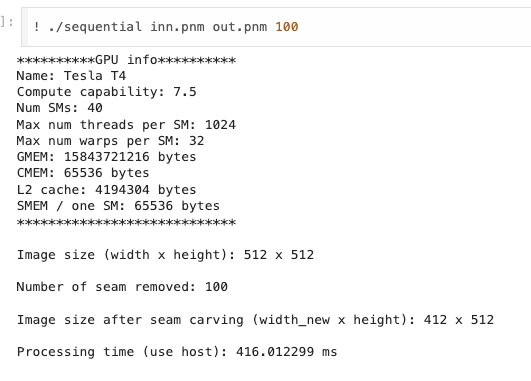 ]:
! ./sequential inn.pnm out.pnm 100
**********GPU info**********
Name: Tesla T4
Compute capability: 7.5
Num SMs: 40
Max num threads per SM: 1024
Max num warps per SM: 32
GMEM: 15843721216 bytes
CMEM: 65536 bytes
L2 cache: 4194304 bytes
SMEM / one SM: 65536 bytes
****************************
Image size (width x height): 512 x 512
Number of seam removed: 100
Image size after seam carving (width_new x height): 412 x 512
Processing time (use host): 416.012299 ms